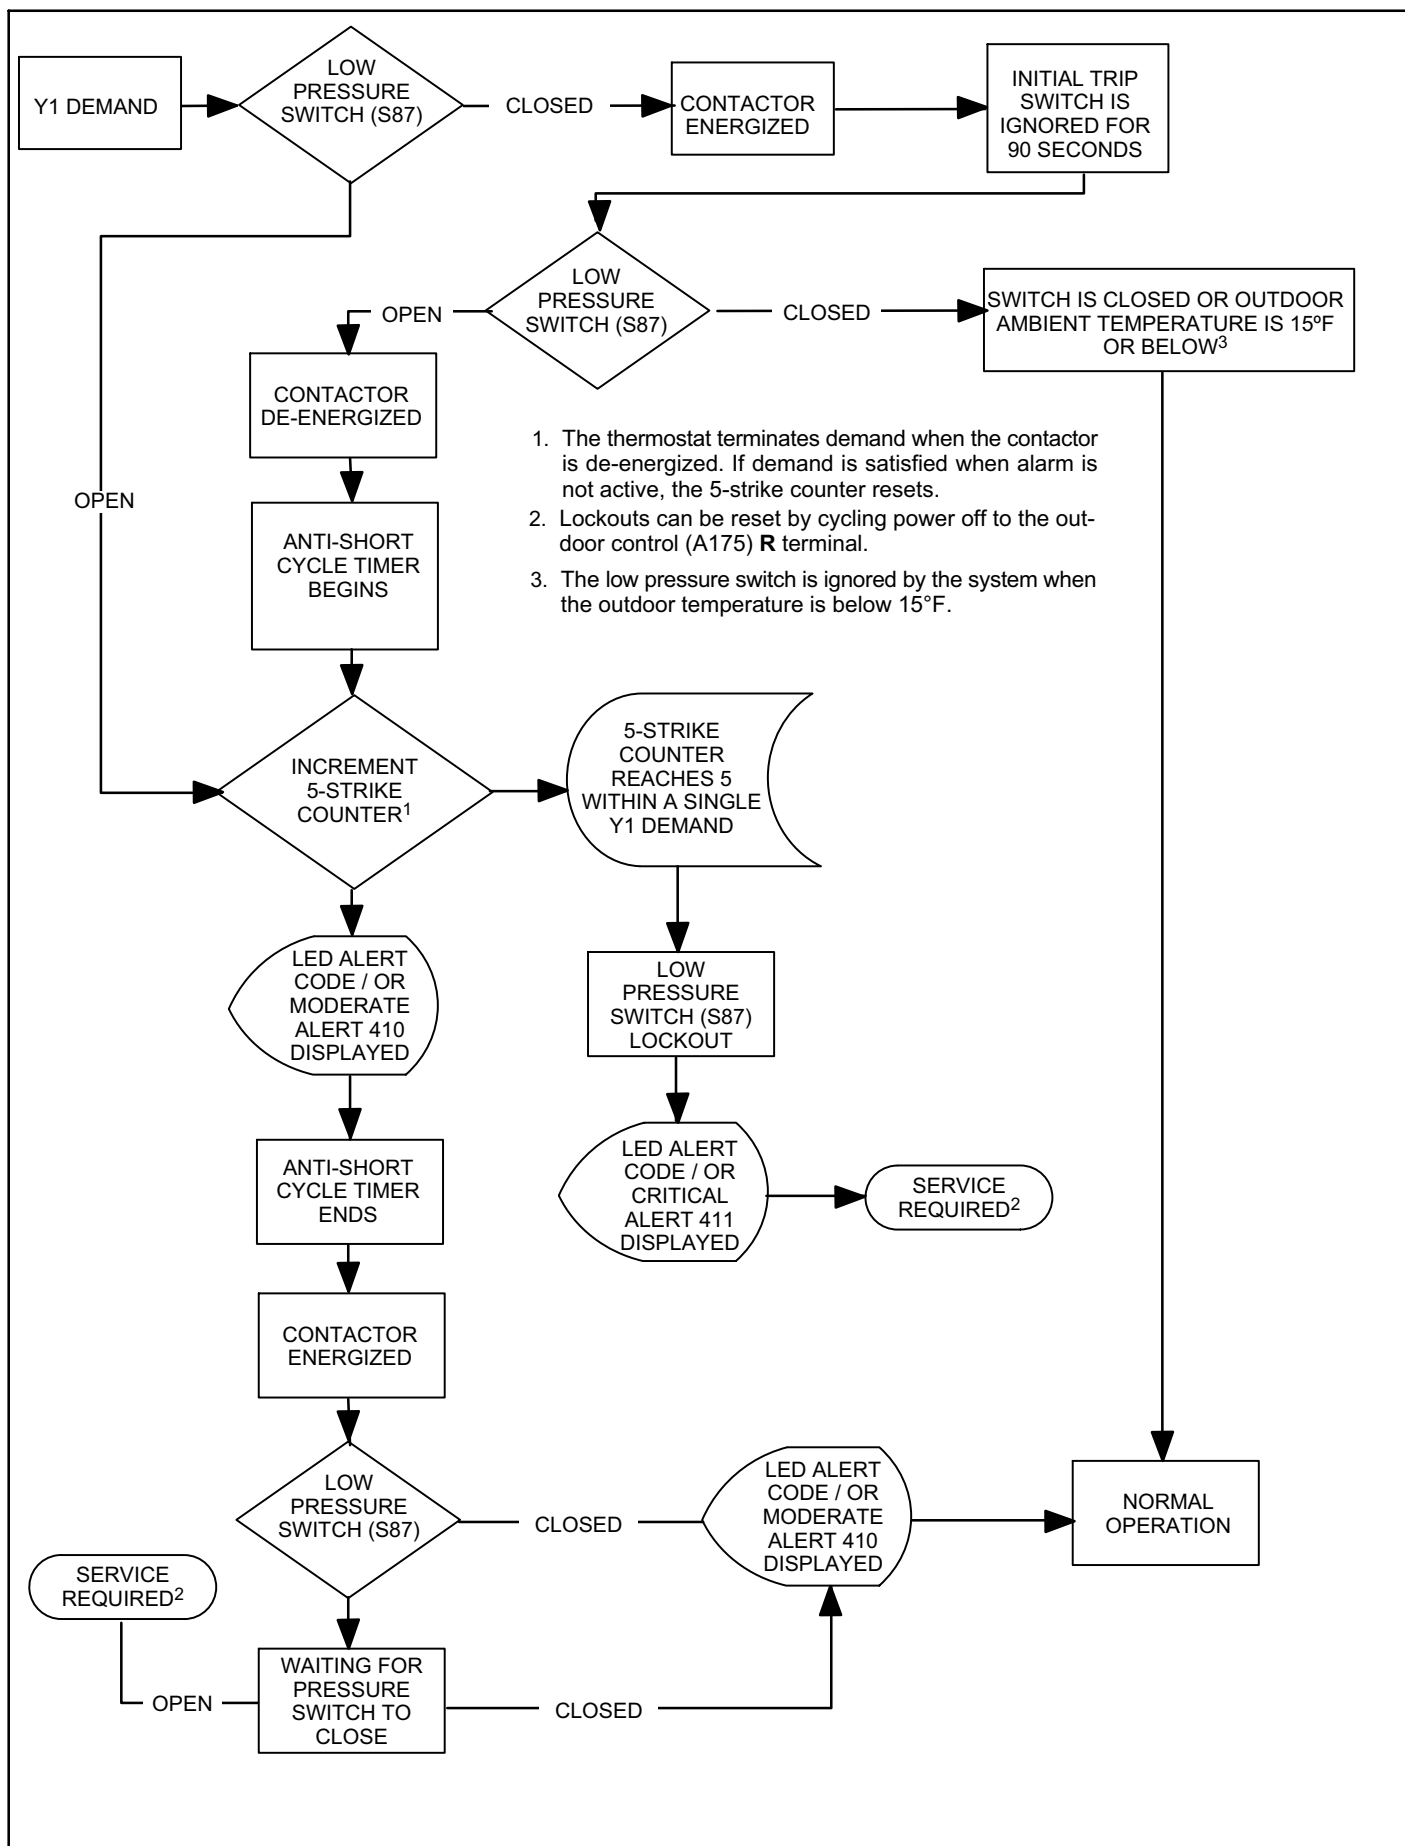 Y1 DEMAND
LOW
PRESSURE
SWITCH (S87)
CLOSED
CONTACTOR
ENERGIZED
INITIAL TRIP
SWITCH IS
IGNORED FOR
90 SECONDS
LOW
PRESSURE
SWITCH (S87)
OPEN
CLOSED
SWITCH IS CLOSED OR OUTDOOR
AMBIENT TEMPERATURE IS 15ºF
OR BELOW3
CONTACTOR
DE-ENERGIZED
1. The thermostat terminates demand when the contactor
is de-energized. If demand is satisfied when alarm is
not active, the 5-strike counter resets.
2. Lockouts can be reset by cycling power off to the out-
door control (A175) R terminal.
3. The low pressure switch is ignored by the system when
the outdoor temperature is below 15°F.
OPEN
ANTI-SHORT
CYCLE TIMER
BEGINS
INCREMENT
5-STRIKE
COUNTER1
5-STRIKE
COUNTER
REACHES 5
WITHIN A SINGLE
Y1 DEMAND
LED ALERT
CODE / OR
MODERATE
ALERT 410
DISPLAYED
LOW
PRESSURE
SWITCH (S87)
LOCKOUT
ANTI-SHORT
CYCLE TIMER
ENDS
LED ALERT
CODE / OR
CRITICAL
ALERT 411
DISPLAYED
SERVICE
REQUIRED2
CONTACTOR
ENERGIZED
LOW
PRESSURE
SWITCH (S87)
CLOSED
LED ALERT
CODE / OR
MODERATE
ALERT 410
DISPLAYED
NORMAL
OPERATION
SERVICE
REQUIRED2
OPEN
WAITING FOR
PRESSURE
SWITCH TO
CLOSE
CLOSED